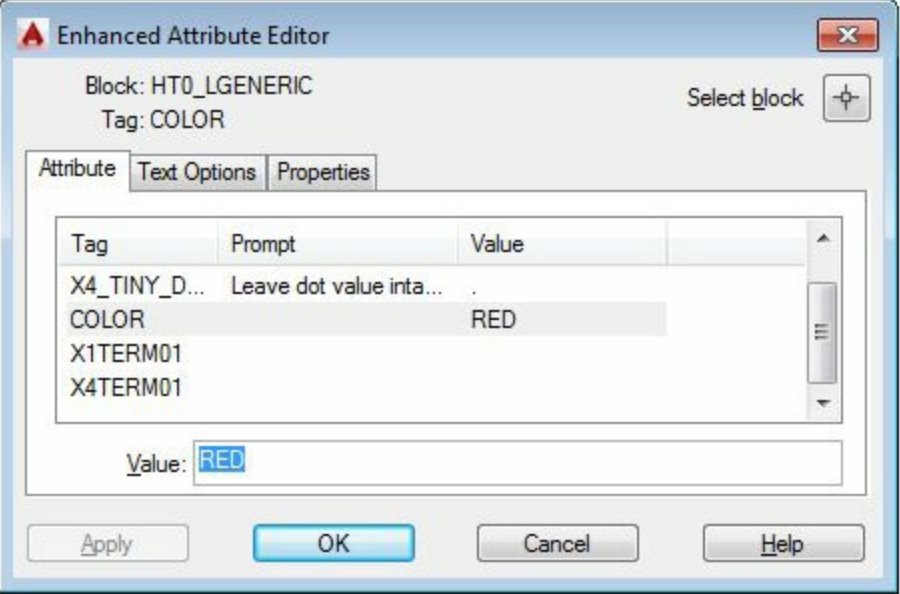 Enhanced Attribute Editor
Block: HT0_LGENERIC
Tag: COLOR
Select block
Attribute Text Options Properties
Tag Prompt Value
X4_TINY_D... Leave dot value inta... .
COLOR RED
X1TERM01
X4TERM01
Value: RED
Apply OK Cancel Help